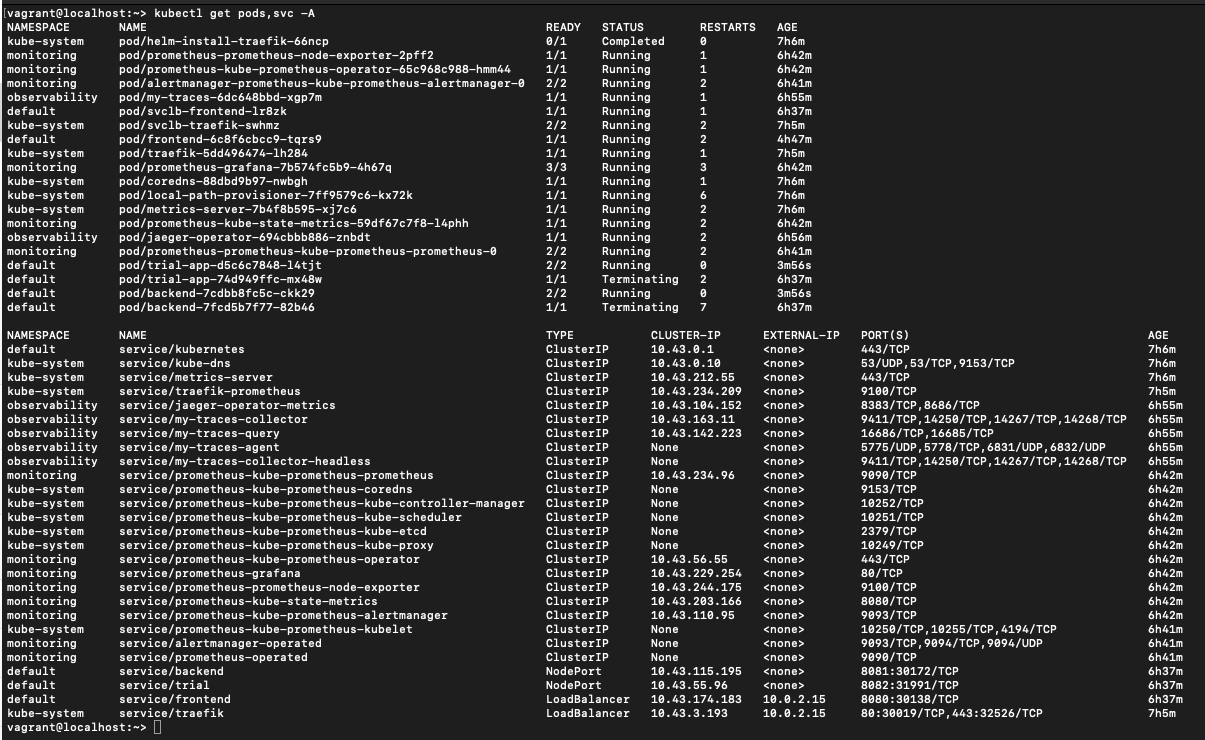 [vagrant@localhost:~> kubectl get pods,svc -A
NAMESPACE NAME READY STATUS RESTARTS AGE
kube-system pod/helm-install-traefik-66ncp 0/1 Completed 0 7h6m
monitoring pod/prometheus-prometheus-node-exporter-2pff2 1/1 Running 1 6h42m
monitoring pod/prometheus-kube-prometheus-operator-65c968c988-hmm44 1/1 Running 1 6h42m
monitoring pod/alertmanager-prometheus-kube-prometheus-alertmanager-0 2/2 Running 2 6h41m
observability pod/my-traces-6dc648bbd-xgp7m 1/1 Running 1 6h55m
default pod/svclb-frontend-lr8zk 1/1 Running 1 6h37m
kube-system pod/svclb-traefik-swhmz 2/2 Running 2 7h5m
default pod/frontend-6c8f6cbcc9-tqrs9 1/1 Running 2 4h47m
kube-system pod/traefik-5dd496474-lh284 1/1 Running 1 7h5m
monitoring pod/prometheus-grafana-7b574fc5b9-4h67q 3/3 Running 3 6h42m
kube-system pod/coredns-88dbd9b97-nwbgh 1/1 Running 1 7h6m
kube-system pod/local-path-provisioner-7ff9579c6-kx72k 1/1 Running 6 7h6m
kube-system pod/metrics-server-7b4f8b595-xj7c6 1/1 Running 2 7h6m
monitoring pod/prometheus-kube-state-metrics-59df67c7f8-l4phh 1/1 Running 2 6h42m
observability pod/jaeger-operator-694cbbb886-znbdt 1/1 Running 2 6h56m
monitoring pod/prometheus-prometheus-kube-prometheus-prometheus-0 2/2 Running 2 6h41m
default pod/trial-app-d5c6c7848-l4tjt 2/2 Running 0 3m56s
default pod/trial-app-74d949ffc-mx48w 1/1 Terminating 2 6h37m
default pod/backend-7cdbb8fc5c-ckk29 2/2 Running 0 3m56s
default pod/backend-7fcd5b7f77-82b46 1/1 Terminating 7 6h37m
NAMESPACE NAME TYPE CLUSTER-IP EXTERNAL-IP PORT(S) AGE
default service/kubernetes ClusterIP 10.43.0.1 <none> 443/TCP 7h6m
kube-system service/kube-dns ClusterIP 10.43.0.10 <none> 53/UDP,53/TCP,9153/TCP 7h6m
kube-system service/metrics-server ClusterIP 10.43.212.55 <none> 443/TCP 7h6m
kube-system service/traefik-prometheus ClusterIP 10.43.234.209 <none> 9100/TCP 7h5m
observability service/jaeger-operator-metrics ClusterIP 10.43.104.152 <none> 8383/TCP,8686/TCP 6h55m
observability service/my-traces-collector ClusterIP 10.43.163.11 <none> 9411/TCP,14250/TCP,14267/TCP,14268/TCP 6h55m
observability service/my-traces-query ClusterIP 10.43.142.223 <none> 16686/TCP,16685/TCP 6h55m
observability service/my-traces-agent ClusterIP None <none> 5775/UDP,5778/TCP,6831/UDP,6832/UDP 6h55m
observability service/my-traces-collector-headless ClusterIP None <none> 9411/TCP,14250/TCP,14267/TCP,14268/TCP 6h55m
monitoring service/prometheus-kube-prometheus-prometheus ClusterIP 10.43.234.96 <none> 9090/TCP 6h42m
kube-system service/prometheus-kube-prometheus-coredns ClusterIP None <none> 9153/TCP 6h42m
kube-system service/prometheus-kube-prometheus-kube-controller-manager ClusterIP None <none> 10252/TCP 6h42m
kube-system service/prometheus-kube-prometheus-kube-scheduler ClusterIP None <none> 10251/TCP 6h42m
kube-system service/prometheus-kube-prometheus-kube-etcd ClusterIP None <none> 2379/TCP 6h42m
kube-system service/prometheus-kube-prometheus-kube-proxy ClusterIP None <none> 10249/TCP 6h42m
monitoring service/prometheus-kube-prometheus-operator ClusterIP 10.43.56.55 <none> 443/TCP 6h42m
monitoring service/prometheus-grafana ClusterIP 10.43.229.254 <none> 80/TCP 6h42m
monitoring service/prometheus-prometheus-node-exporter ClusterIP 10.43.244.175 <none> 9100/TCP 6h42m
monitoring service/prometheus-kube-state-metrics ClusterIP 10.43.203.166 <none> 8080/TCP 6h42m
monitoring service/prometheus-kube-prometheus-alertmanager ClusterIP 10.43.110.95 <none> 9093/TCP 6h42m
kube-system service/prometheus-kube-prometheus-kubelet ClusterIP None <none> 10250/TCP,10255/TCP,4194/TCP 6h41m
monitoring service/alertmanager-operated ClusterIP None <none> 9093/TCP,9094/TCP,9094/UDP 6h41m
monitoring service/prometheus-operated ClusterIP None <none> 9090/TCP 6h41m
default service/backend NodePort 10.43.115.195 <none> 8081:30172/TCP 6h37m
default service/trial NodePort 10.43.55.96 <none> 8082:31991/TCP 6h37m
default service/frontend LoadBalancer 10.43.174.183 10.0.2.15 8080:30138/TCP 6h37m
kube-system service/traefik LoadBalancer 10.43.3.193 10.0.2.15 80:30019/TCP,443:32526/TCP 7h5m
vagrant@localhost:~>